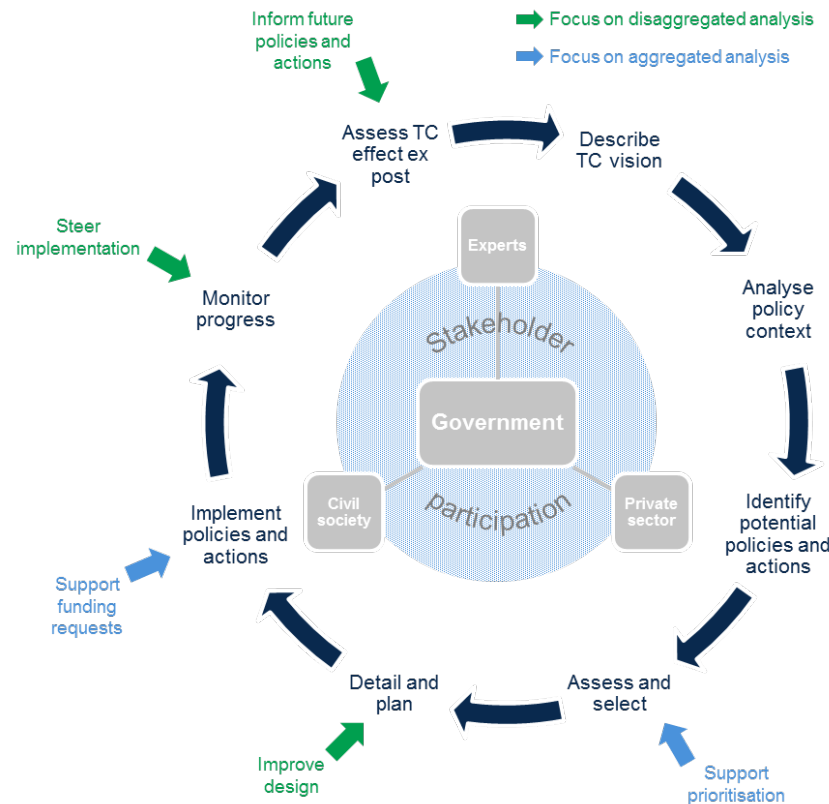 Inform future
policies and
actions
Focus on disaggregated analysis
Focus on aggregated analysis
Assess TC
effect ex
post
Describe
TC vision
Steer
implementation
Experts
Monitor
progress
Analyse
policy
context
Stakeholder
Government
participation
Civil
society
Private
sector
Implement
policies and
actions
Identify
potential
policies and
actions
Support
funding
requests
Detail and
plan
Assess and
select
Improve
design
Support
prioritisation